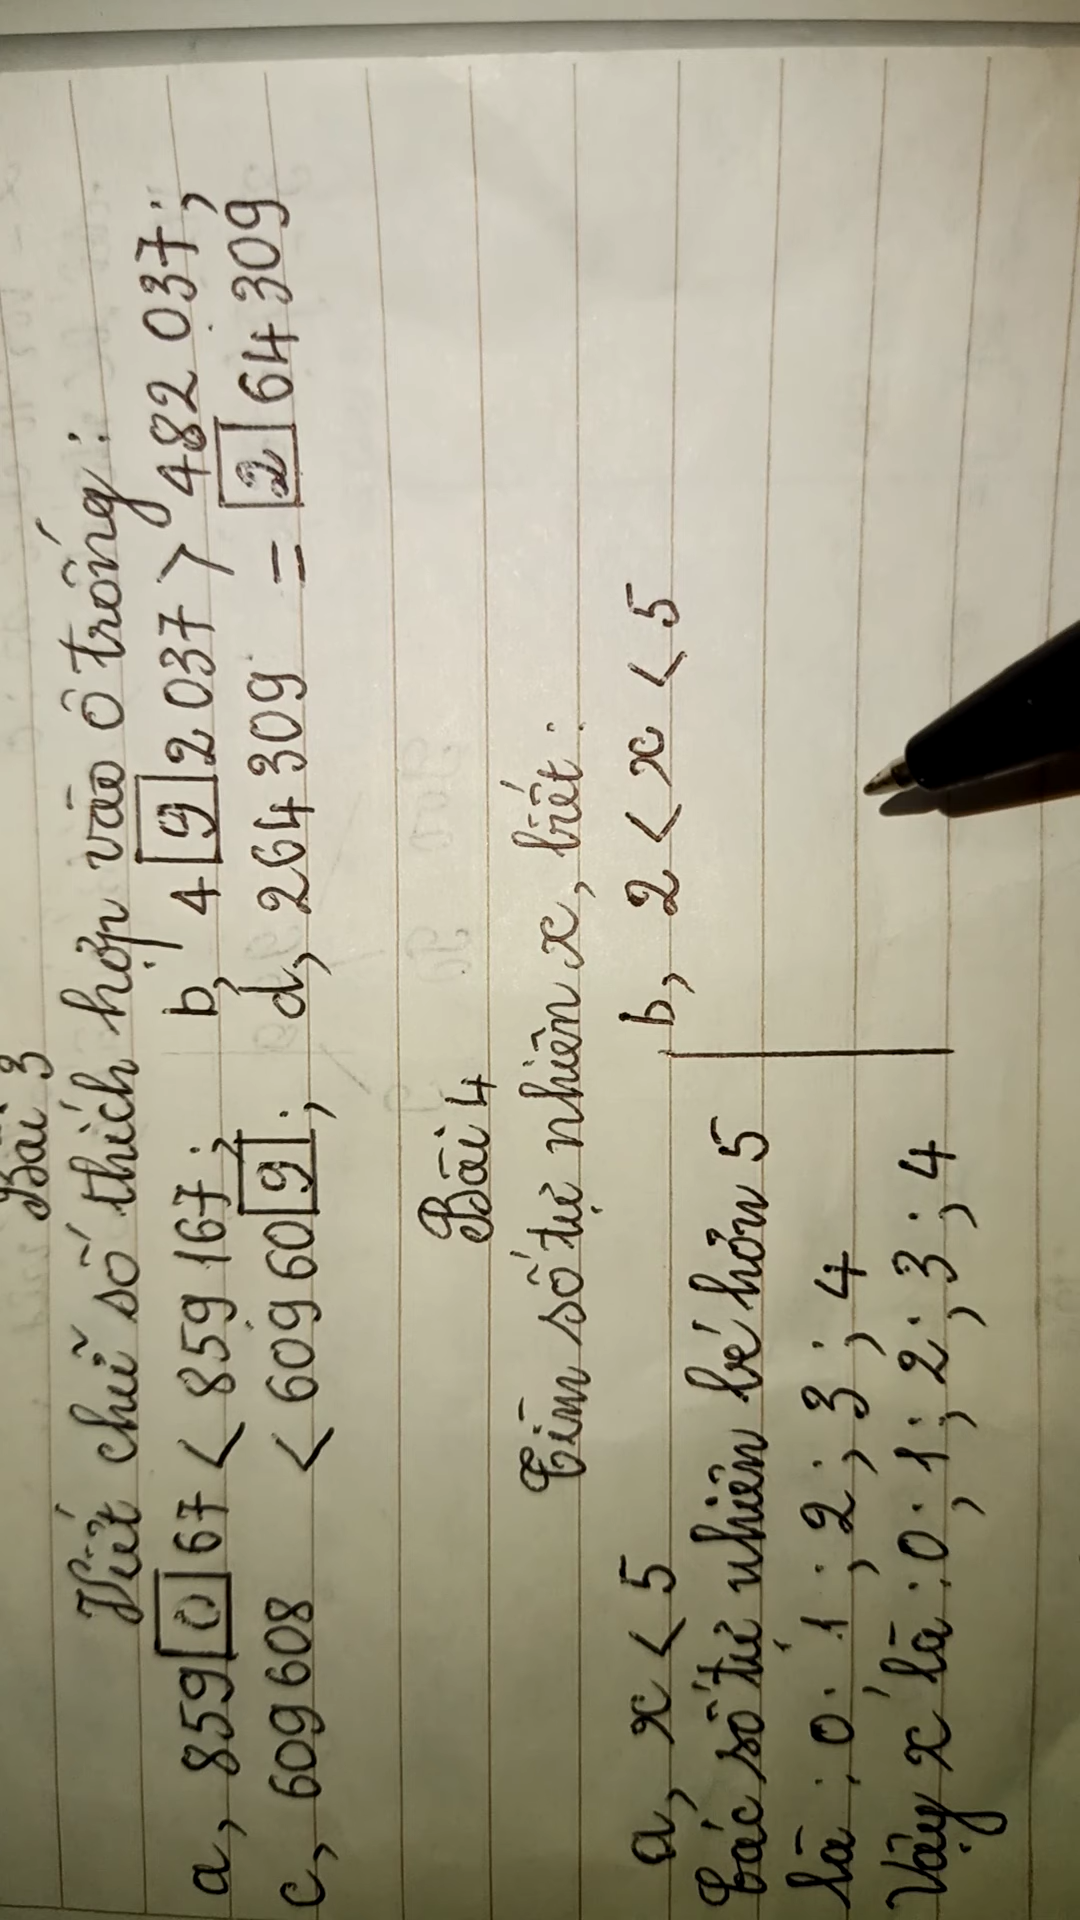 Bài 3
Viết chữ số thích hợp vào ô trống:
a, 859 0 67 < 859 167; b, 4 9 2 037 > 482 037;
c, 609 608 < 609 60 9; d, 264 309 = 2 64 309
Bài 4
Tìm số tự nhiên x, biết:
a, x < 5 b, 2 < x < 5
Các số tự nhiên bé hơn 5
là: 0; 1; 2; 3; 4
Vậy x là: 0; 1; 2; 3; 4